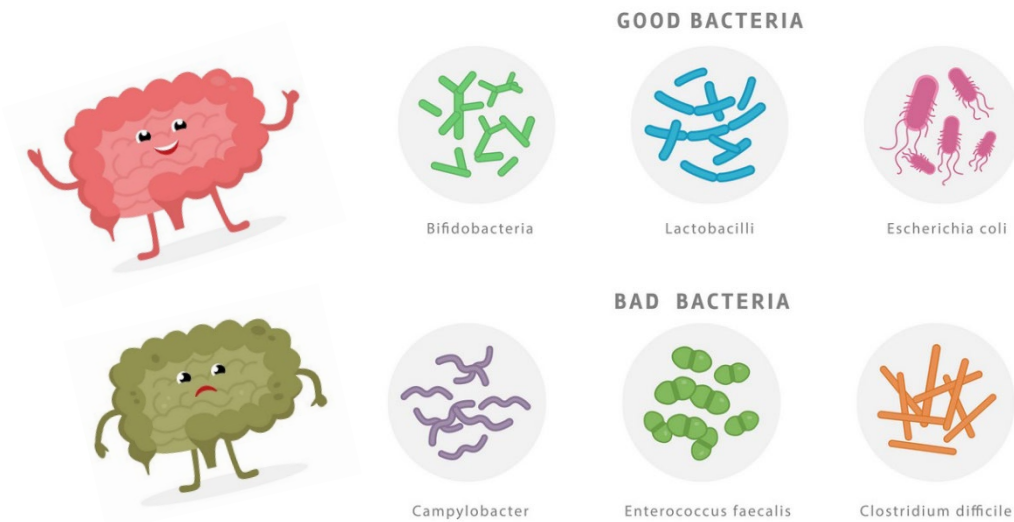 GOOD BACTERIA
Bifidobacteria
Lactobacilli
Escherichia coli
BAD BACTERIA
Campylobacter
Enterococcus faecalis
Clostridium difficile